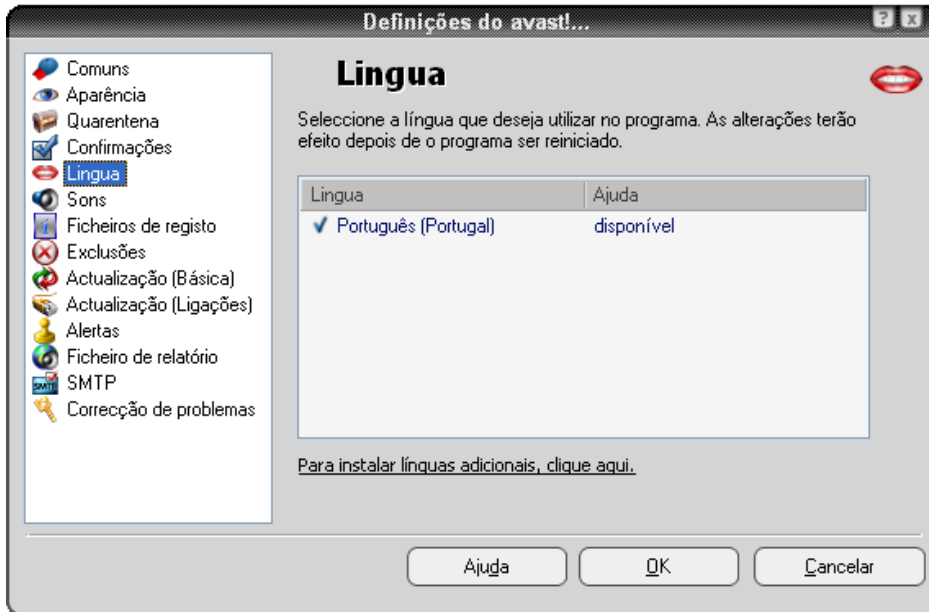 Definições do avast!...
Comuns
Aparência
Quarentena
Confirmações
Lingua
Sons
Ficheiros de registo
Exclusões
Actualização (Básica)
Actualização (Ligações)
Alertas
Ficheiro de relatório
SMTP
Correcção de problemas
Lingua
Seleccione a língua que deseja utilizar no programa. As alterações terão
efeito depois de o programa ser reiniciado.
Lingua Ajuda
Português (Portugal) disponível
Para instalar línguas adicionais, clique aqui.
Ajuda OK Cancelar